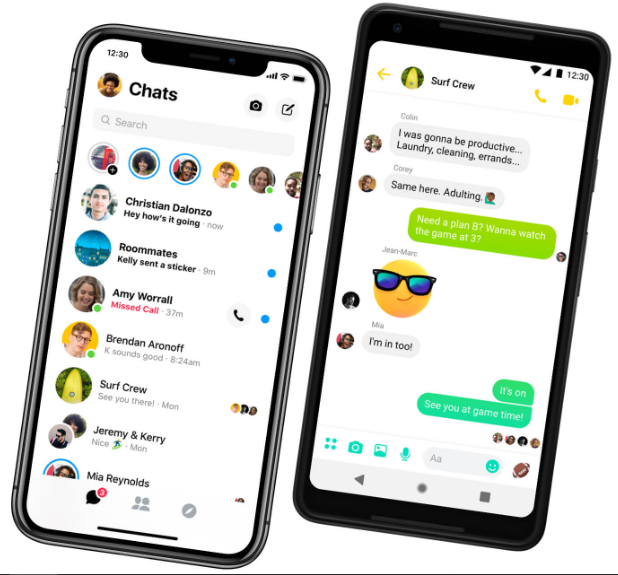 12:30
Chats
Search
Christian Dalonzo
Hey how's it going · now
Roommates
Kelly sent a sticker · 9m
Amy Worrall
Missed Call · 37m
Brendan Aronoff
K sounds good · 8:24am
Surf Crew
See you there! · Mon
Jeremy & Kerry
Nice 🏄 · Mon
Mia Reynolds
3
12:30
Surf Crew
Colin
I was gonna be productive...
Laundry, cleaning, errands...
Corey
Same here. Adulting. 🤦🏾‍♂️
Need a plan B? Wanna watch
the game at 3?
Jean-Marc
Mia
I'm in too!
It's on
See you at game time!
Aa